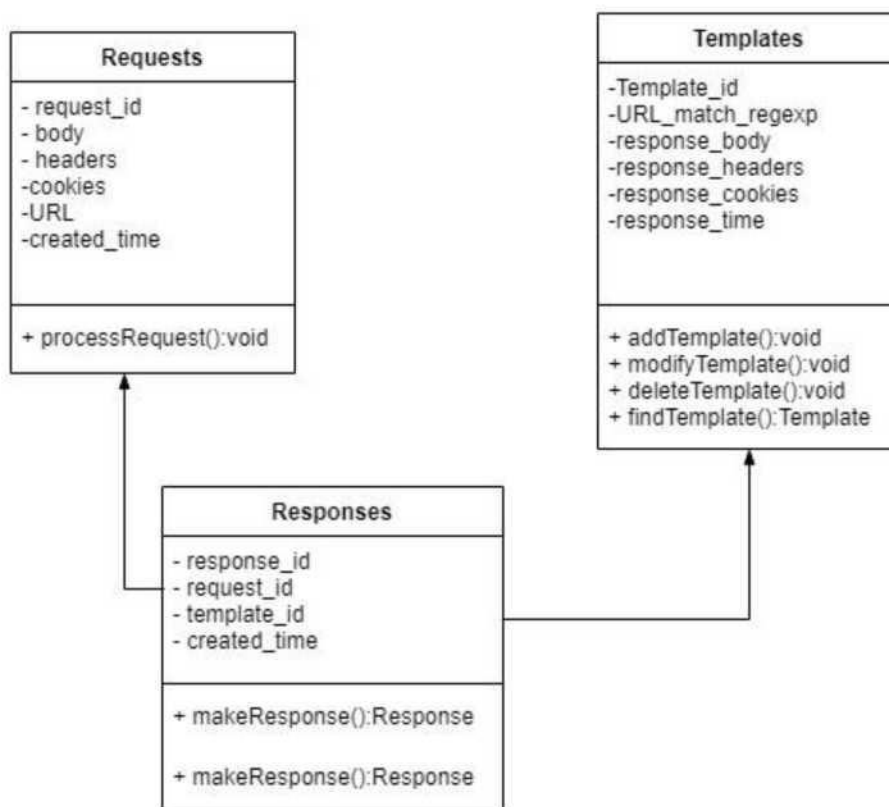 Requests
- request_id
- body
- headers
-cookies
-URL
-created_time
+ processRequest():void
Templates
-Template_id
-URL_match_regexp
-response_body
-response_headers
-response_cookies
-response_time
+ addTemplate():void
+ modifyTemplate():void
+ deleteTemplate():void
+ findTemplate():Template
Responses
- response_id
- request_id
- template_id
- created_time
+ makeResponse():Response
+ makeResponse():Response